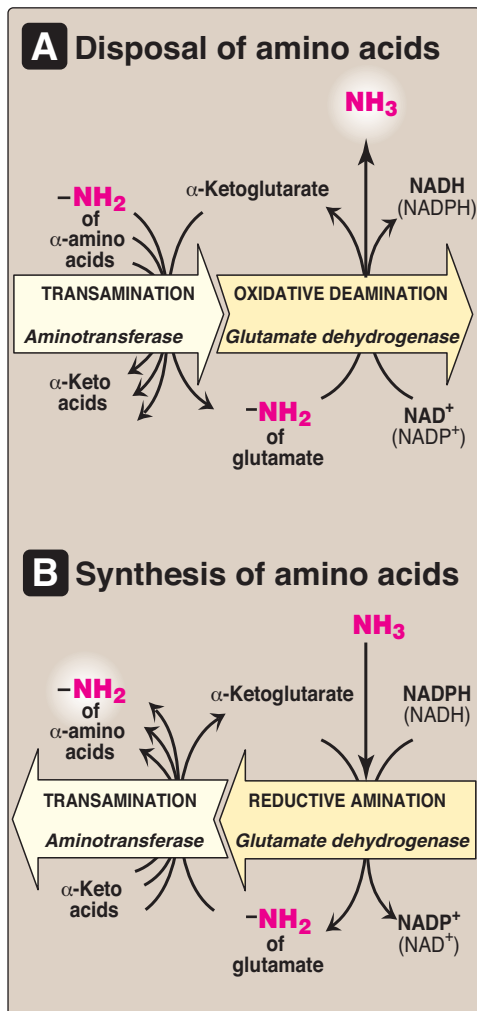 A Disposal of amino acids
NH₃
–NH₂
of
α-amino
acids
α-Ketoglutarate
NADH
(NADPH)
TRANSAMINATION
Aminotransferase
OXIDATIVE DEAMINATION
Glutamate dehydrogenase
α-Keto
acids
–NH₂
of
glutamate
NAD⁺
(NADP⁺)
B Synthesis of amino acids
NH₃
–NH₂
of
α-amino
acids
α-Ketoglutarate
NADPH
(NADH)
TRANSAMINATION
Aminotransferase
REDUCTIVE AMINATION
Glutamate dehydrogenase
α-Keto
acids
–NH₂
of
glutamate
NADP⁺
(NAD⁺)